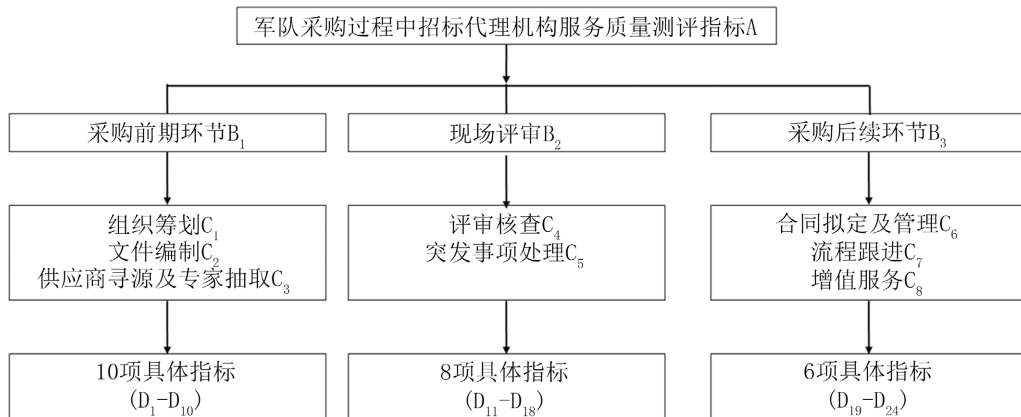 军队采购过程中招标代理机构服务质量测评指标A
采购前期环节B₁
现场评审B₂
采购后续环节B₃
组织筹划C₁
文件编制C₂
供应商寻源及专家抽取C₃
评审核查C₄
突发事项处理C₅
合同拟定及管理C₆
流程跟进C₇
增值服务C₈
10项具体指标
(D₁-D₁₀)
8项具体指标
(D₁₁-D₁₈)
6项具体指标
(D₁₉-D₂₄)